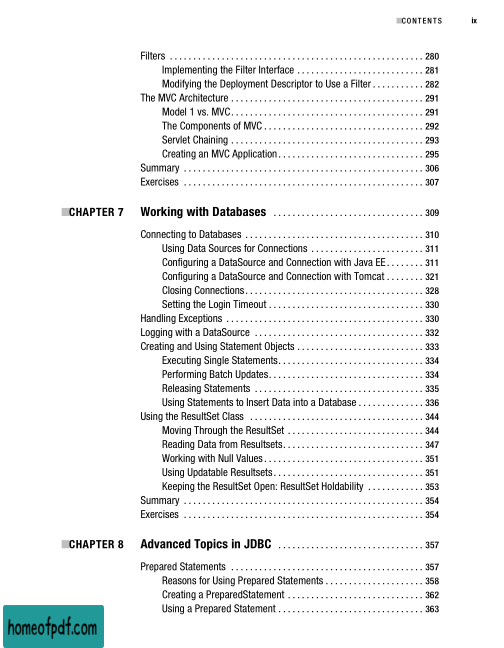 ■CONTENTS ix
Filters . . . . . . . . . . . . . . . . . . . . . . . . . . . . . . . . . . . . . . . . . . . . . . . . . . . . . . . 280
Implementing the Filter Interface . . . . . . . . . . . . . . . . . . . . . . . . . . . 281
Modifying the Deployment Descriptor to Use a Filter . . . . . . . . . . . 282
The MVC Architecture . . . . . . . . . . . . . . . . . . . . . . . . . . . . . . . . . . . . . . . . . . 291
Model 1 vs. MVC. . . . . . . . . . . . . . . . . . . . . . . . . . . . . . . . . . . . . . . . . . 291
The Components of MVC . . . . . . . . . . . . . . . . . . . . . . . . . . . . . . . . . . . 292
Servlet Chaining . . . . . . . . . . . . . . . . . . . . . . . . . . . . . . . . . . . . . . . . . . 293
Creating an MVC Application. . . . . . . . . . . . . . . . . . . . . . . . . . . . . . . . 295
Summary . . . . . . . . . . . . . . . . . . . . . . . . . . . . . . . . . . . . . . . . . . . . . . . . . . . . 306
Exercises . . . . . . . . . . . . . . . . . . . . . . . . . . . . . . . . . . . . . . . . . . . . . . . . . . . . 307
■CHAPTER 7 Working with Databases . . . . . . . . . . . . . . . . . . . . . . . . . . . . . . . . 309
Connecting to Databases . . . . . . . . . . . . . . . . . . . . . . . . . . . . . . . . . . . . . . . 310
Using Data Sources for Connections . . . . . . . . . . . . . . . . . . . . . . . . 311
Configuring a DataSource and Connection with Java EE. . . . . . . . 311
Configuring a DataSource and Connection with Tomcat . . . . . . . . 321
Closing Connections. . . . . . . . . . . . . . . . . . . . . . . . . . . . . . . . . . . . . . . 328
Setting the Login Timeout . . . . . . . . . . . . . . . . . . . . . . . . . . . . . . . . . . 330
Handling Exceptions . . . . . . . . . . . . . . . . . . . . . . . . . . . . . . . . . . . . . . . . . . . 330
Logging with a DataSource . . . . . . . . . . . . . . . . . . . . . . . . . . . . . . . . . . . . . 332
Creating and Using Statement Objects . . . . . . . . . . . . . . . . . . . . . . . . . . . 333
Executing Single Statements. . . . . . . . . . . . . . . . . . . . . . . . . . . . . . . . 334
Performing Batch Updates. . . . . . . . . . . . . . . . . . . . . . . . . . . . . . . . . . 334
Releasing Statements . . . . . . . . . . . . . . . . . . . . . . . . . . . . . . . . . . . . . 335
Using Statements to Insert Data into a Database . . . . . . . . . . . . . . 336
Using the ResultSet Class . . . . . . . . . . . . . . . . . . . . . . . . . . . . . . . . . . . . . . 344
Moving Through the ResultSet . . . . . . . . . . . . . . . . . . . . . . . . . . . . . 344
Reading Data from Resultsets. . . . . . . . . . . . . . . . . . . . . . . . . . . . . . . 347
Working with Null Values. . . . . . . . . . . . . . . . . . . . . . . . . . . . . . . . . . . 351
Using Updatable Resultsets. . . . . . . . . . . . . . . . . . . . . . . . . . . . . . . . . 351
Keeping the ResultSet Open: ResultSet Holdability . . . . . . . . . . . . 353
Summary . . . . . . . . . . . . . . . . . . . . . . . . . . . . . . . . . . . . . . . . . . . . . . . . . . . . 354
Exercises . . . . . . . . . . . . . . . . . . . . . . . . . . . . . . . . . . . . . . . . . . . . . . . . . . . . 354
■CHAPTER 8 Advanced Topics in JDBC . . . . . . . . . . . . . . . . . . . . . . . . . . . . . . . 357
Prepared Statements . . . . . . . . . . . . . . . . . . . . . . . . . . . . . . . . . . . . . . . . . . 357
Reasons for Using Prepared Statements . . . . . . . . . . . . . . . . . . . . . 358
Creating a PreparedStatement . . . . . . . . . . . . . . . . . . . . . . . . . . . . . 362
Using a Prepared Statement . . . . . . . . . . . . . . . . . . . . . . . . . . . . . . . 363
homeofpdf.com